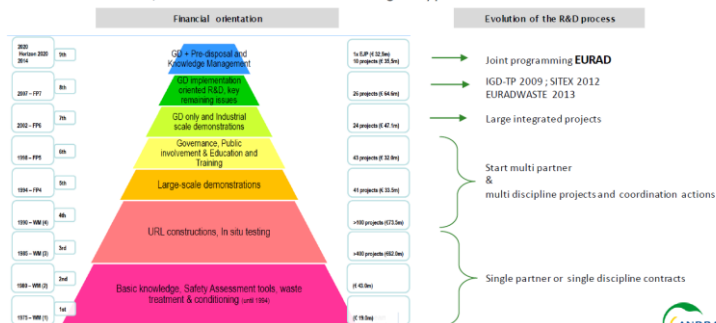 Financial orientation
Evolution of the R&D process
2020
Horizon 2020
2014
9th
GD + Pre-disposal and
Knowledge Management
1x EJP (€ 32,5m)
10 projects (€ 35,5m)
Joint programming EURAD
2007 – FP7
8th
GD implementation
oriented R&D, key
remaining issues
26 projects (€ 64.6m)
IGD-TP 2009 ; SITEX 2012
EURADWASTE 2013
2002 – FP6
7th
GD only and Industrial
scale demonstrations
24 projects (€ 47.1m)
Large integrated projects
1998 – FP5
6th
Governance, Public
involvement & Education and
Training
43 projects (€ 32.8m)
1994 – FP4
5th
Large-scale demonstrations
41 projects (€ 33.5m)
Start multi partner
&
multi discipline projects and coordination actions
1990 – WM (4)
4th
URL constructions, In situ testing
>100 projects (€73.5m)
1985 – WM (3)
3rd
>400 projects (€62.0m)
1980 – WM (2)
2nd
Basic knowledge, Safety Assessment tools, waste
treatment & conditioning (until 1994)
(€ 43.0m)
Single partner or single discipline contracts
1975 – WM (1)
1st
(€ 19.0m)